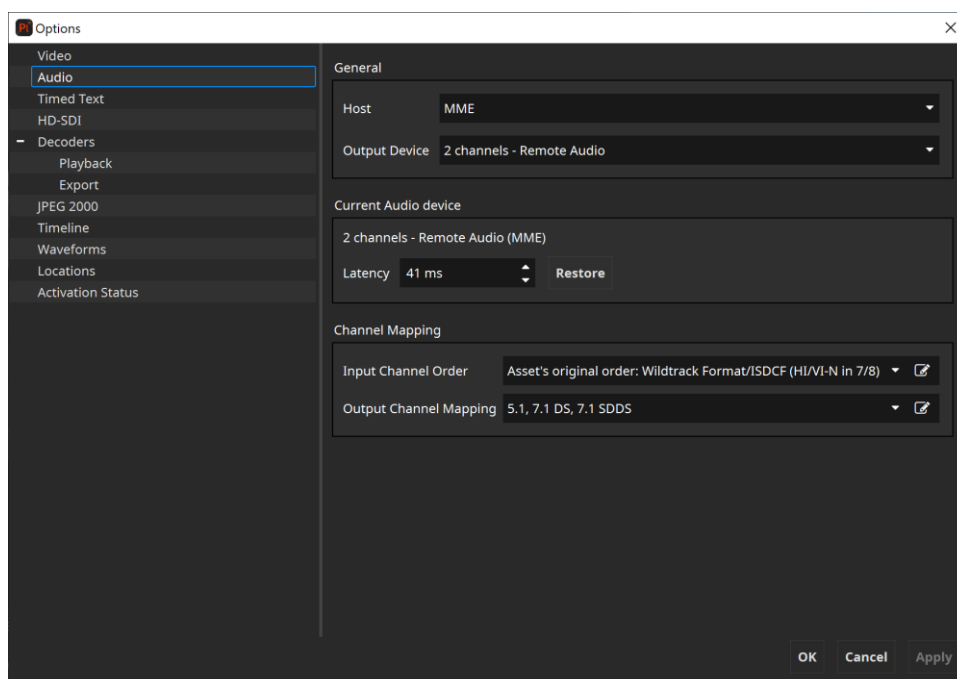 Pi Options
Video
Audio
Timed Text
HD-SDI
Decoders
Playback
Export
JPEG 2000
Timeline
Waveforms
Locations
Activation Status
General
Host MME
Output Device 2 channels - Remote Audio
Current Audio device
2 channels - Remote Audio (MME)
Latency 41 ms Restore
Channel Mapping
Input Channel Order Asset's original order: Wildtrack Format/ISDCF (HI/VI-N in 7/8)
Output Channel Mapping 5.1, 7.1 DS, 7.1 SDDS
OK Cancel Apply